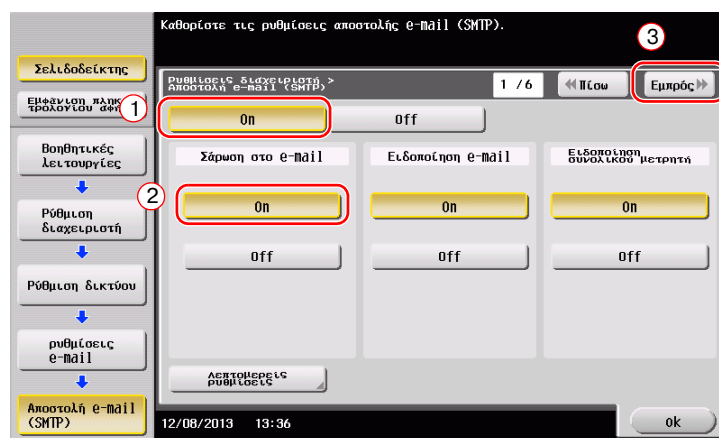 Καθορίστε τις ρυθμίσεις αποστολής e-mail (SMTP).
3
Σελιδοδείκτης
Ρυθμίσεις διαχειριστή >
Αποστολή e-mail (SMTP)
1 /6
Πίσω
Εμπρός
Εμφάνιση πληκ
τρολογίου αφής
1
On
Off
Βοηθητικές
λειτουργίες
Σάρωση στο e-mail
Ειδοποίηση e-mail
Ειδοποίηση
συνολικού μετρητή
2
On
On
On
Ρύθμιση
διαχειριστή
Off
Off
Off
Ρύθμιση δικτύου
ρυθμίσεις
e-mail
Λεπτομερείς
ρυθμίσεις
Αποστολή e-mail
(SMTP)
12/08/2013 13:36
ok